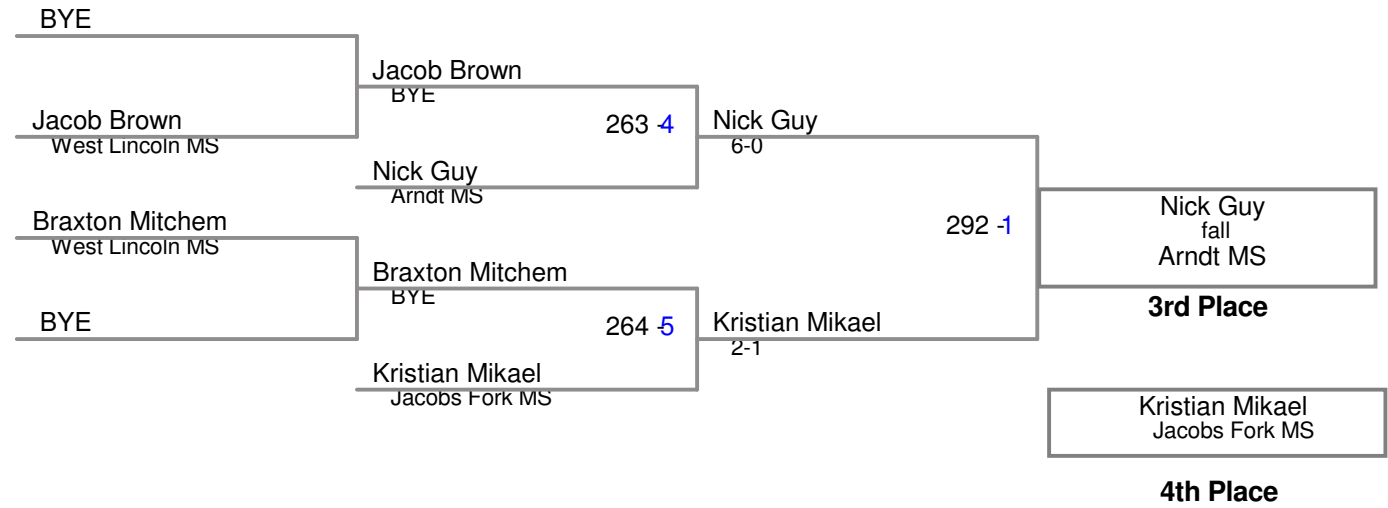 BYE
Jacob Brown
BYE
Jacob Brown
West Lincoln MS
263 -4
Nick Guy
6-0
Nick Guy
Arndt MS
Braxton Mitchem
West Lincoln MS
292 -1
Nick Guy
fall
Arndt MS
3rd Place
Braxton Mitchem
BYE
BYE
264 -5
Kristian Mikael
2-1
Kristian Mikael
Jacobs Fork MS
Kristian Mikael
Jacobs Fork MS
4th Place